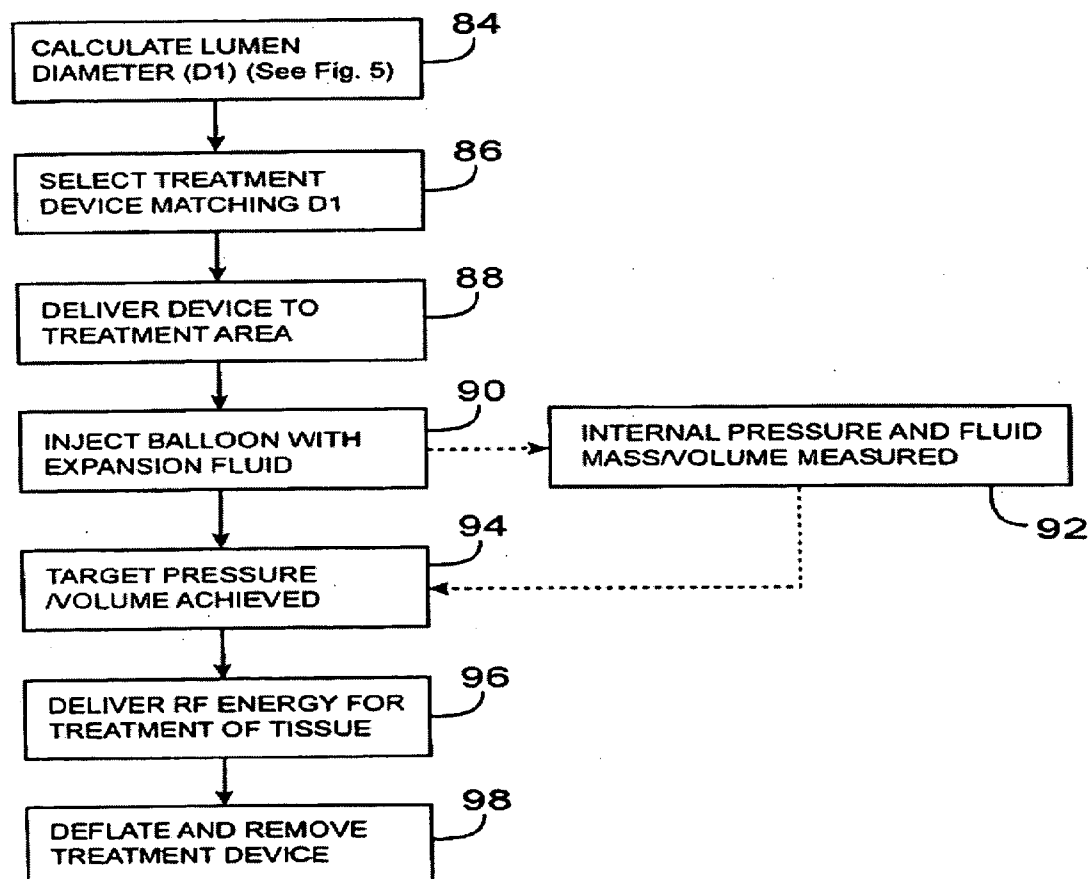 84
CALCULATE LUMEN
DIAMETER (D1) (See Fig. 5)
86
SELECT TREATMENT
DEVICE MATCHING D1
88
DELIVER DEVICE TO
TREATMENT AREA
90
INJECT BALLOON WITH
EXPANSION FLUID
INTERNAL PRESSURE AND FLUID
MASS/VOLUME MEASURED
92
94
TARGET PRESSURE
/VOLUME ACHIEVED
96
DELIVER RF ENERGY FOR
TREATMENT OF TISSUE
98
DEFLATE AND REMOVE
TREATMENT DEVICE